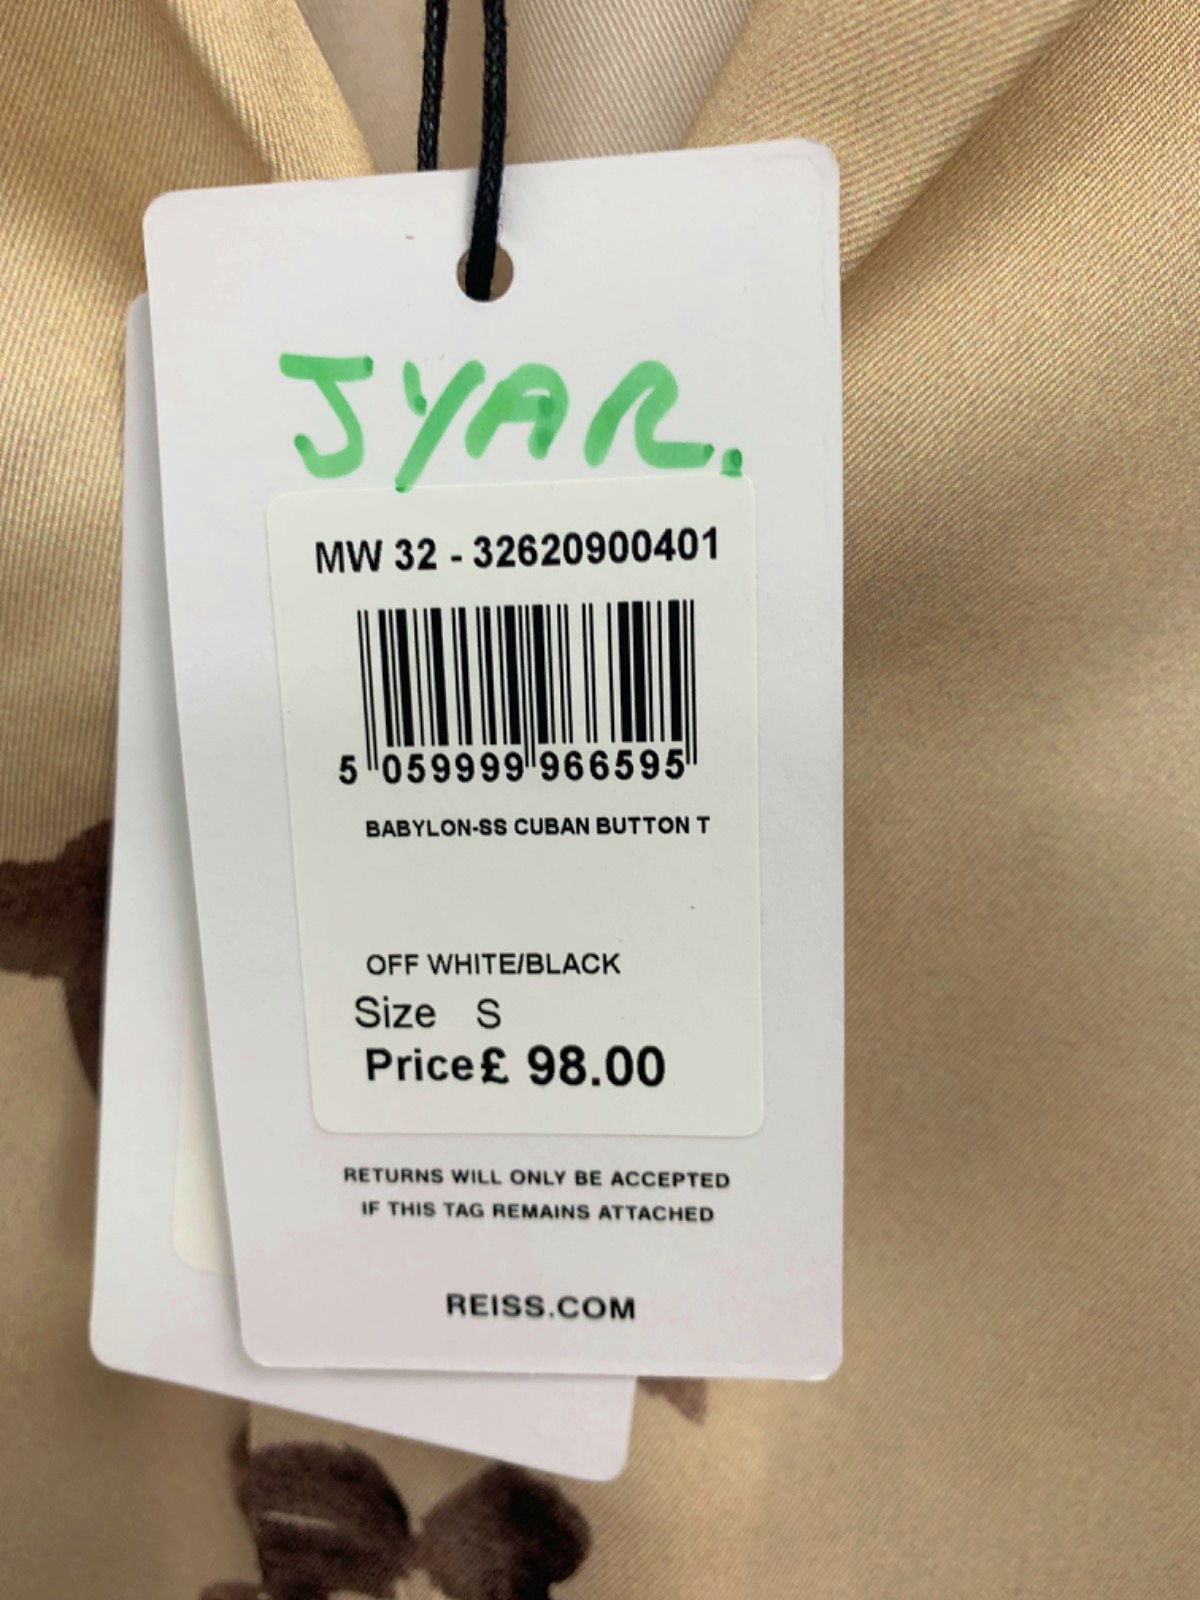 JYAR.
MW 32 - 32620900401
5 059999 966595
BABYLON-SS CUBAN BUTTON T
OFF WHITE/BLACK
Size S
Price £ 98.00
RETURNS WILL ONLY BE ACCEPTED
IF THIS TAG REMAINS ATTACHED
REISS.COM